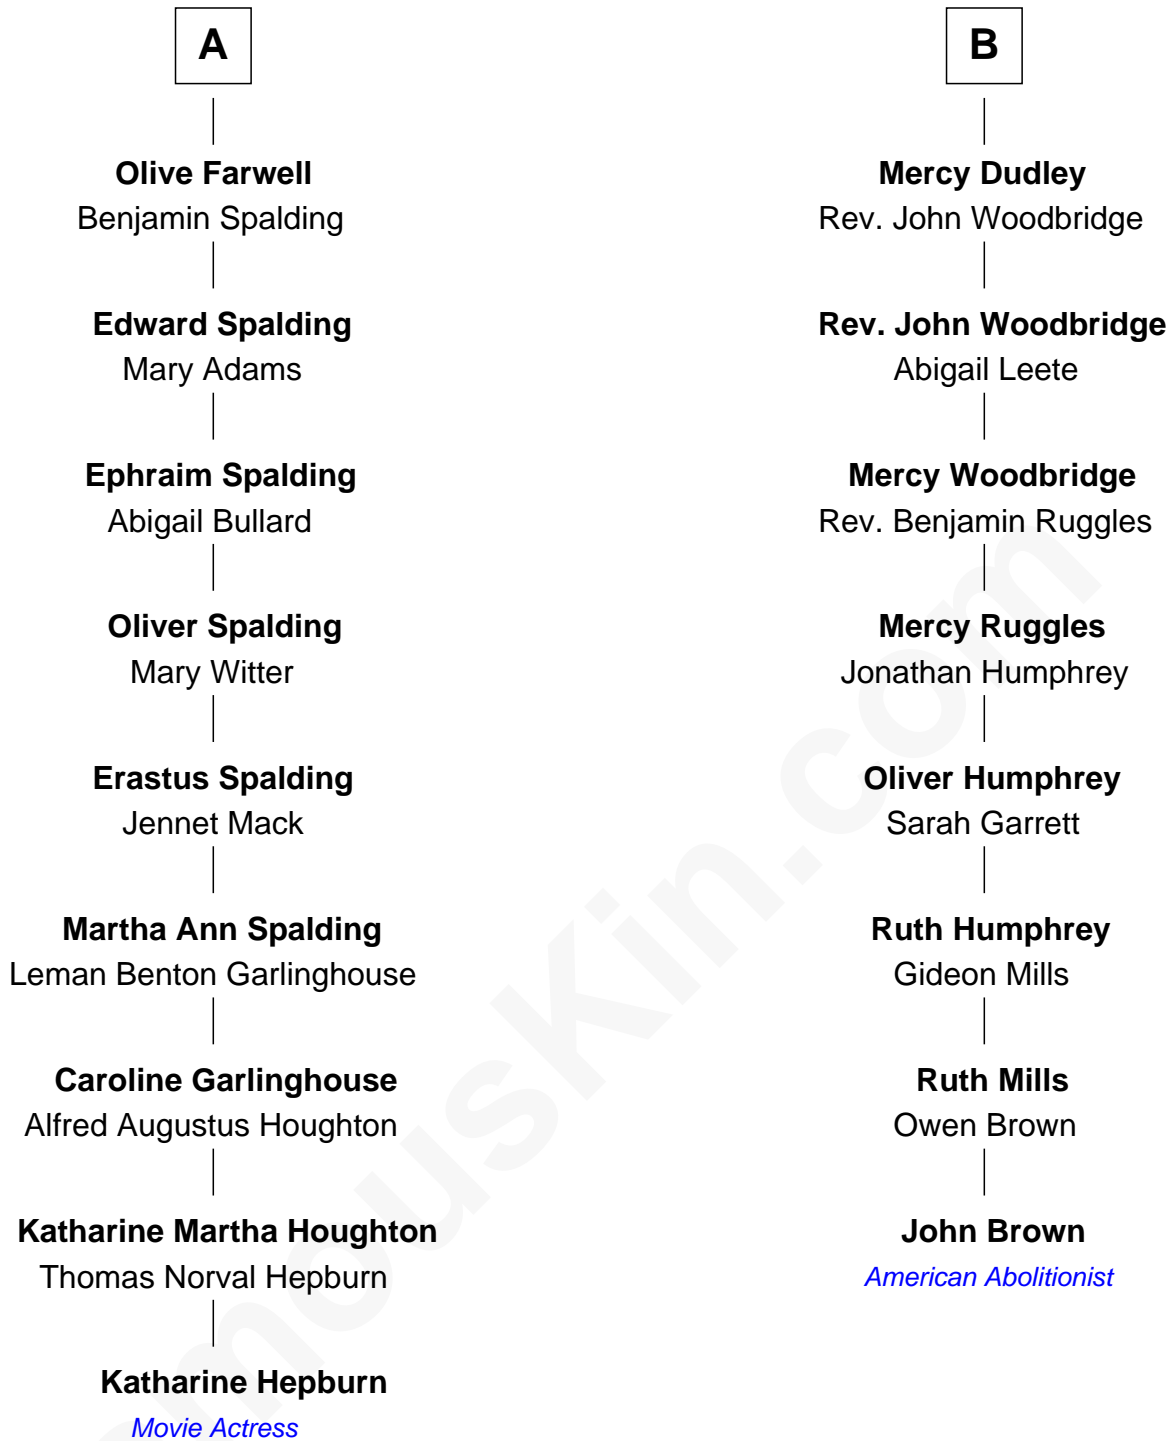 A
Olive Farwell
Benjamin Spalding
Edward Spalding
Mary Adams
Ephraim Spalding
Abigail Bullard
Oliver Spalding
Mary Witter
Erastus Spalding
Jennet Mack
Martha Ann Spalding
Leman Benton Garlinghouse
Caroline Garlinghouse
Alfred Augustus Houghton
Katharine Martha Houghton
Thomas Norval Hepburn
Katharine Hepburn
Movie Actress
B
Mercy Dudley
Rev. John Woodbridge
Rev. John Woodbridge
Abigail Leete
Mercy Woodbridge
Rev. Benjamin Ruggles
Mercy Ruggles
Jonathan Humphrey
Oliver Humphrey
Sarah Garrett
Ruth Humphrey
Gideon Mills
Ruth Mills
Owen Brown
John Brown
American Abolitionist
mousKin.com